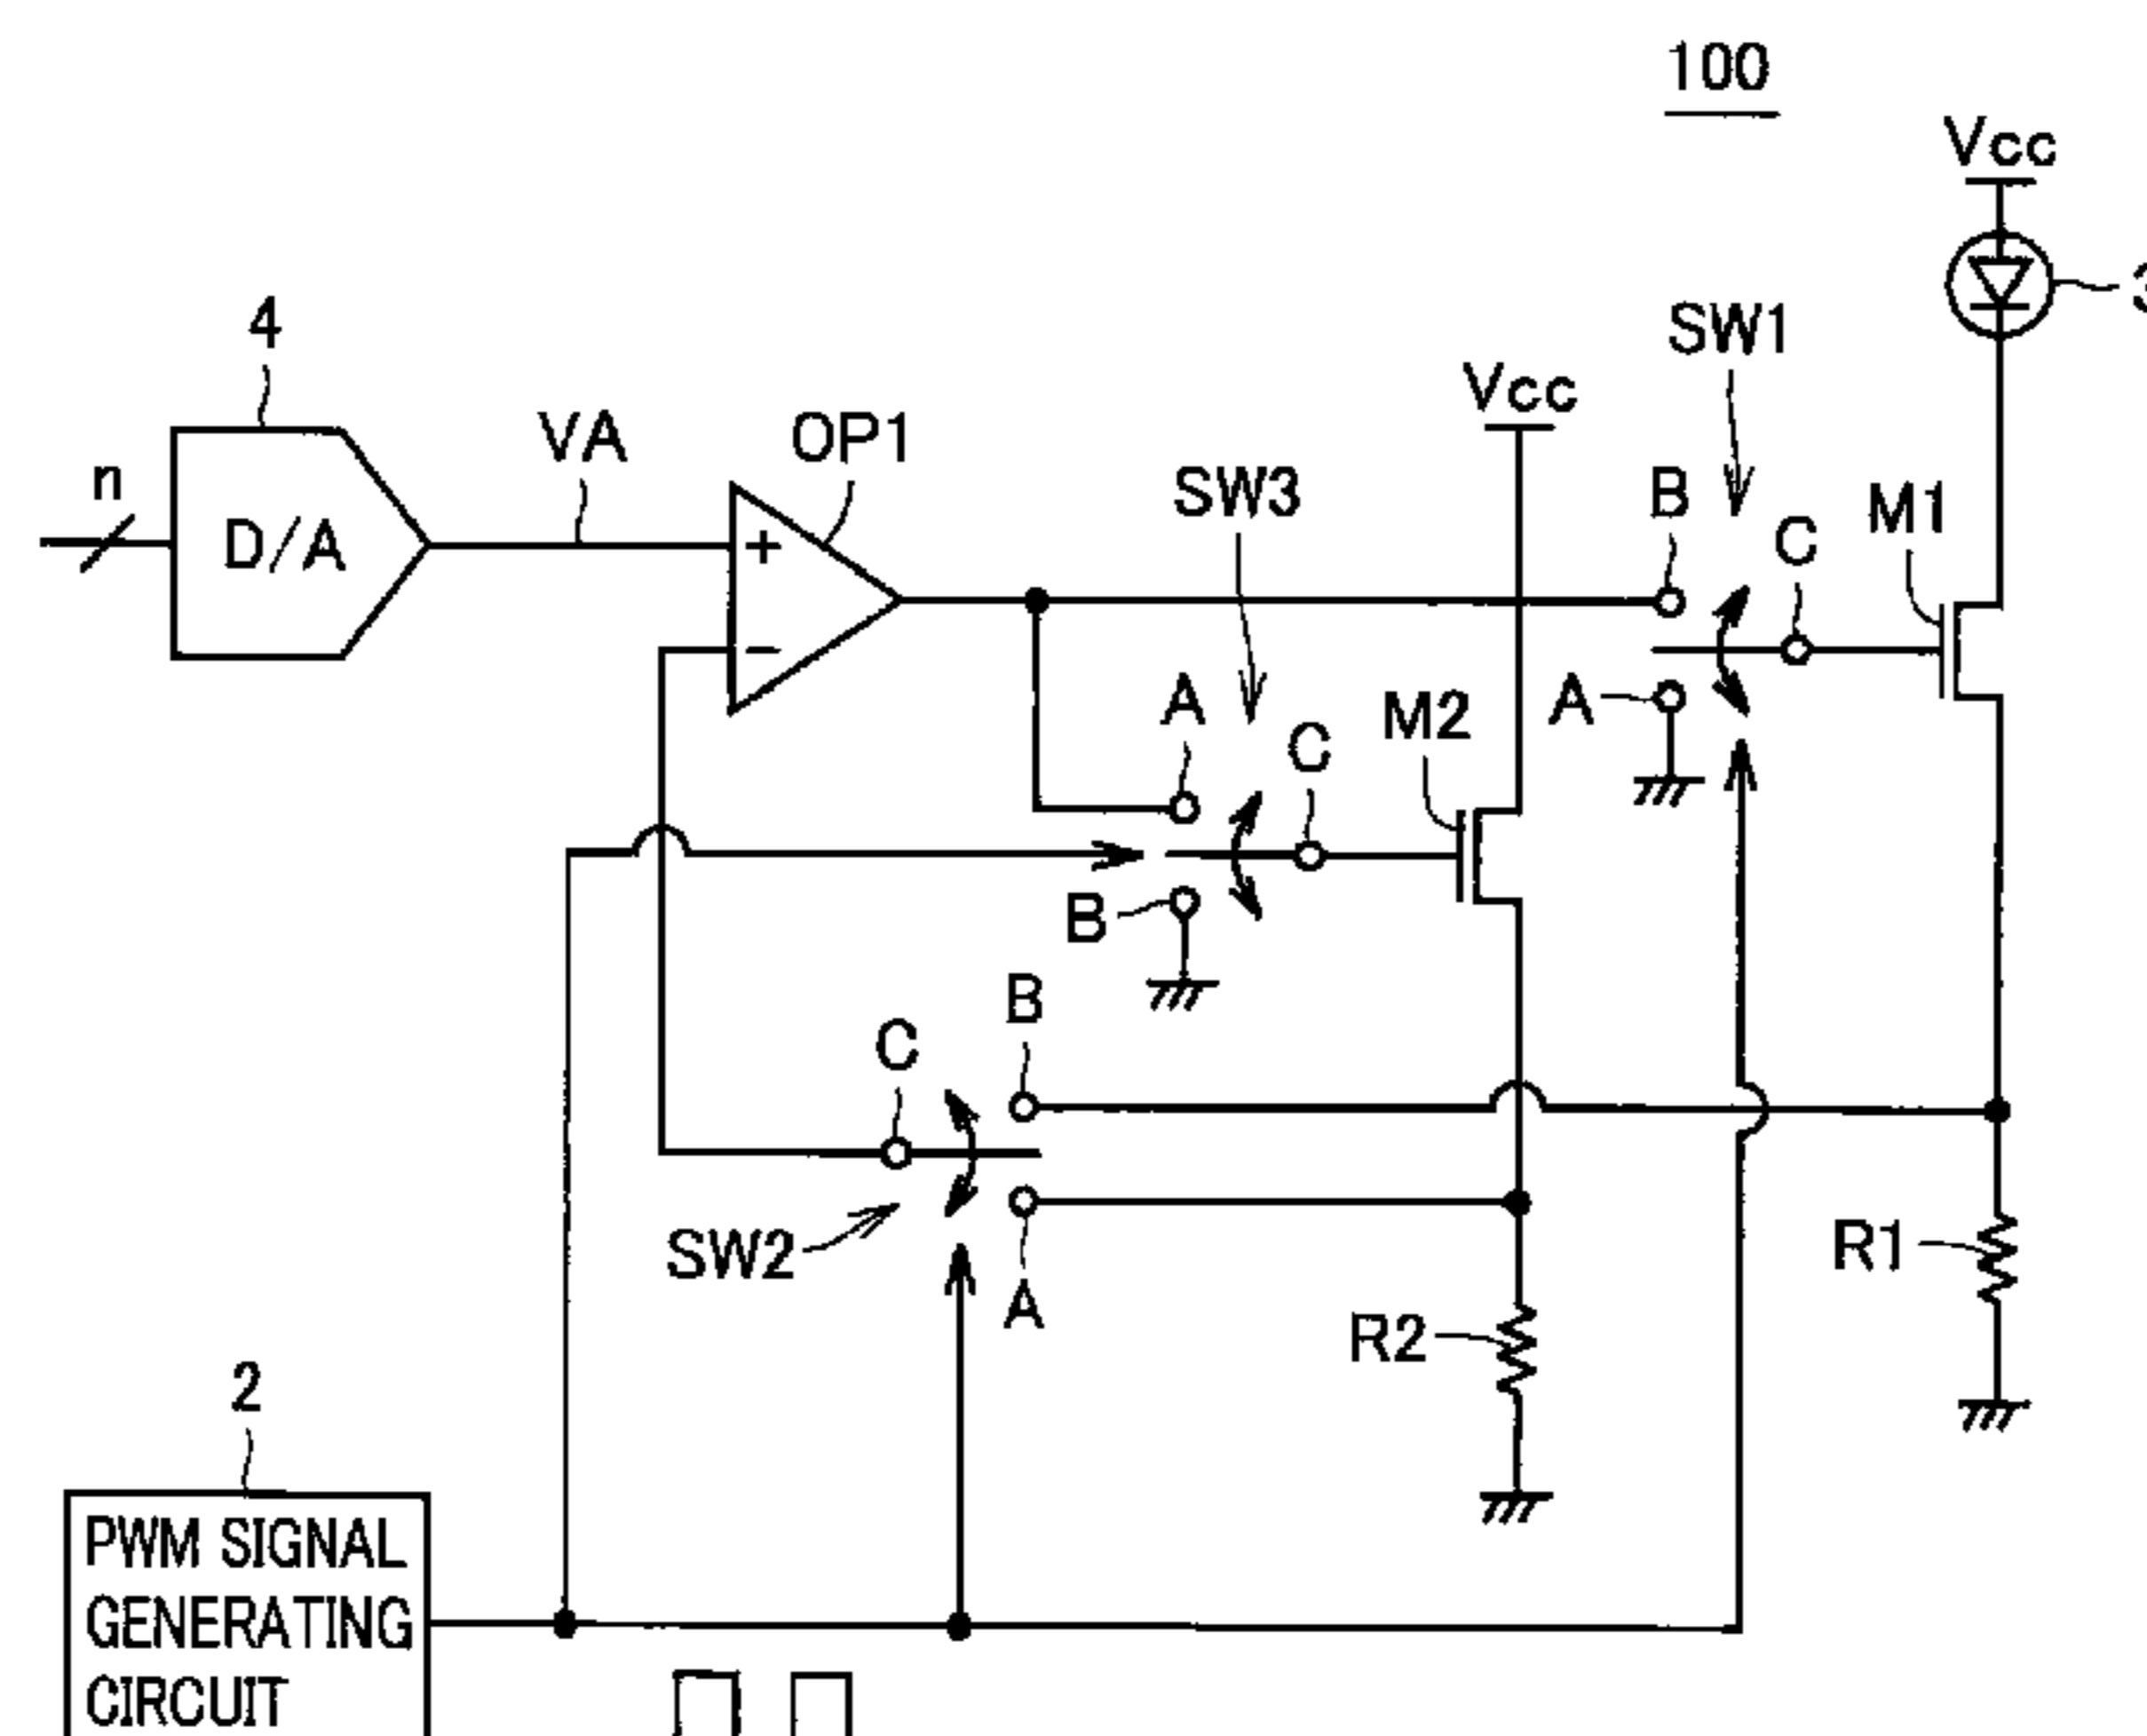 100
Vcc
4
SW1
3
n
D/A
VA
OP1
Vcc
SW3
B
C
M1
+
−
A
C
M2
A
B
B
C
SW2
A
R1
R2
2
PWM SIGNAL
GENERATING
CIRCUIT